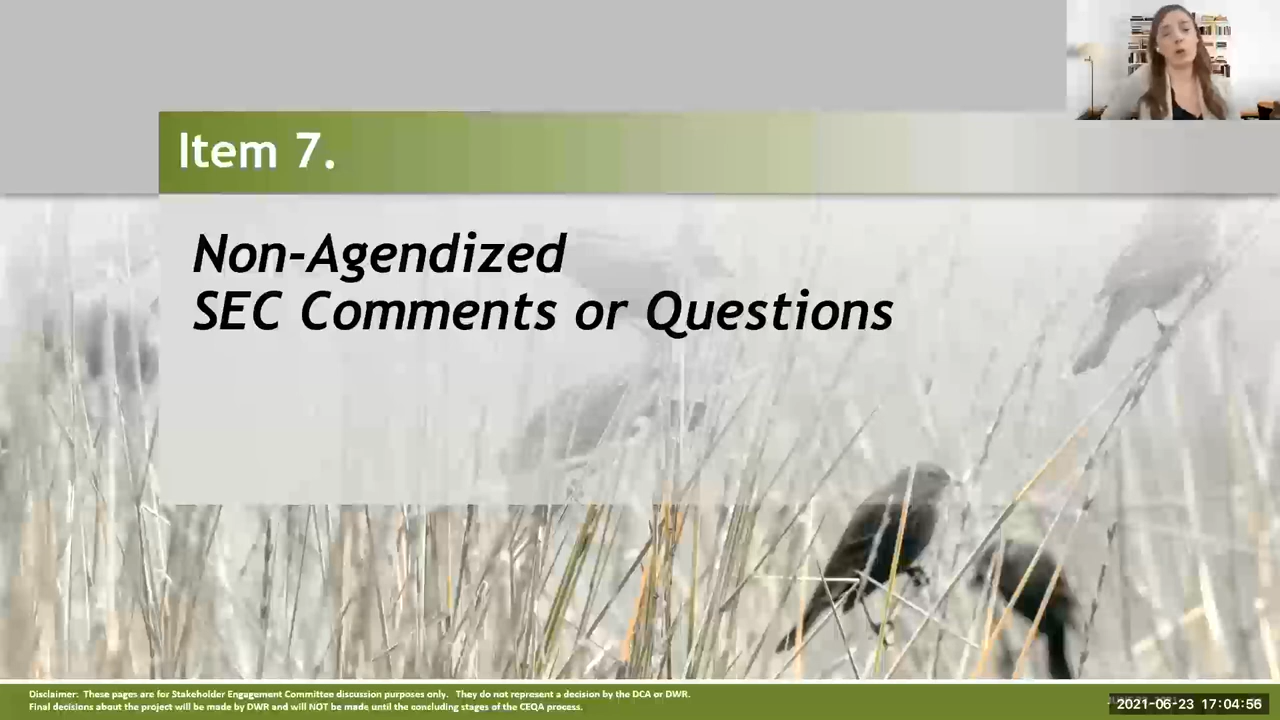 Item 7.
Non-Agendized
SEC Comments or Questions
Disclaimer: These pages are for Stakeholder Engagement Committee discussion purposes only. They do not represent a decision by the DCA or DWR.
Final decisions about the project will be made by DWR and will NOT be made until the concluding stages of the CEQA process.
2021-06-23 17:04:56